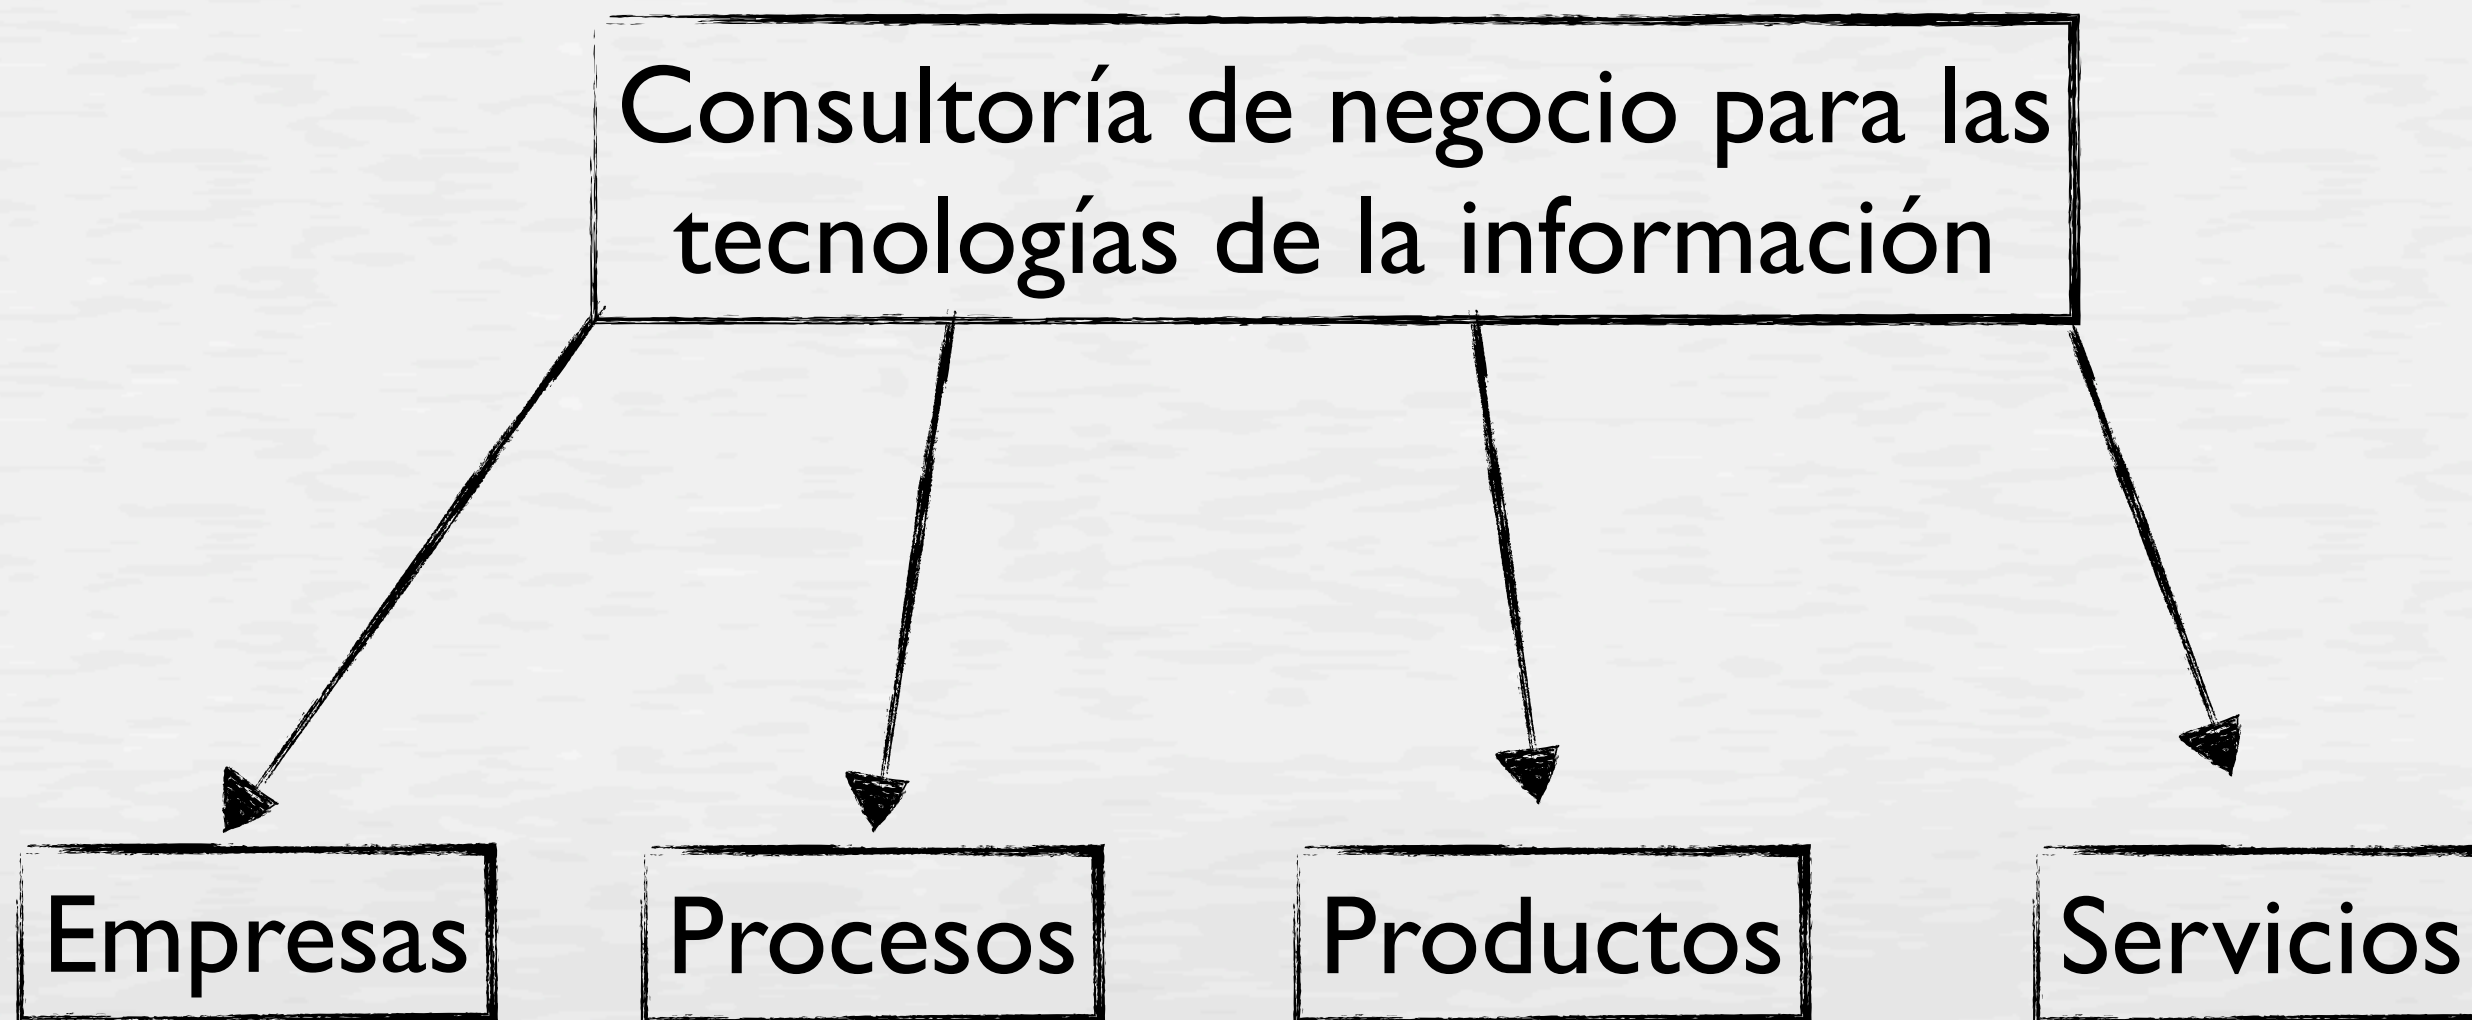 Consultoría de negocio para las
tecnologías de la información
Empresas
Procesos
Productos
Servicios